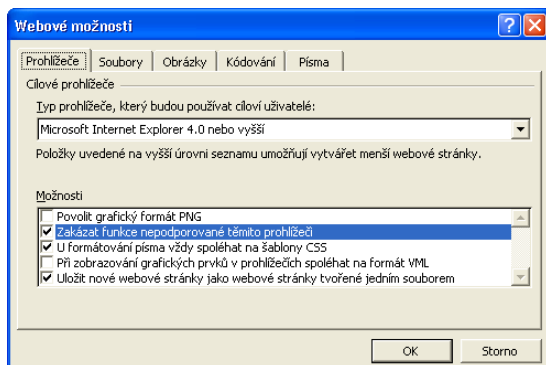 Webové možnosti
Prohlížeče Soubory Obrázky Kódování Písma
Cílové prohlížeče
Typ prohlížeče, který budou používat cíloví uživatelé:
Microsoft Internet Explorer 4.0 nebo vyšší
Položky uvedené na vyšší úrovni seznamu umožňují vytvářet menší webové stránky.
Možnosti
Povolit grafický formát PNG
Zakázat funkce nepodporované těmito prohlížeči
U formátování písma vždy spoléhat na šablony CSS
Při zobrazování grafických prvků v prohlížečích spoléhat na formát VML
Uložit nové webové stránky jako webové stránky tvořené jedním souborem
OK Storno